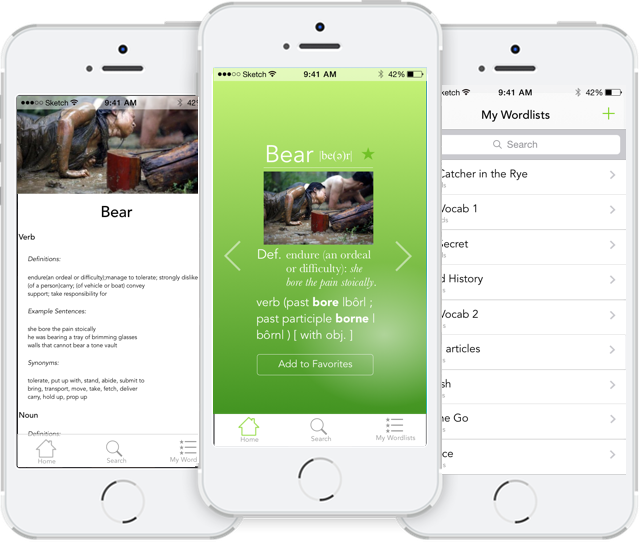 Sketch 9:41 AM 42%
Bear
Verb
Definitions:
endure(an ordeal or difficulty);manage to tolerate; strongly dislike
(of a person)carry; (of vehicle or boat) convey
support; take responsibility for
Example Sentences:
she bore the pain stoically
he was bearing a tray of brimming glasses
walls that cannot bear a tone vault
Synonyms:
tolerate, put up with, stand, abide, submit to
bring, transport, move, take, fetch, deliver
carry, hold up, prop up
Noun
Definitions:
Home Search My Word
Sketch 9:41 AM 42%
Bear |be(ə)r|
Def. endure (an ordeal
or difficulty): she
bore the pain stoically.
verb (past bore |bôrl ;
past participle borne |
bôml ) [ with obj. ]
Add to Favorites
Home Search My Wordlists
ketch 9:41 AM 42%
My Wordlists +
Search
Catcher in the Rye
ds
Vocab 1
ds
Secret
s
d History
s
Vocab 2
s
articles
s
sh
s
he Go
s
ce
s